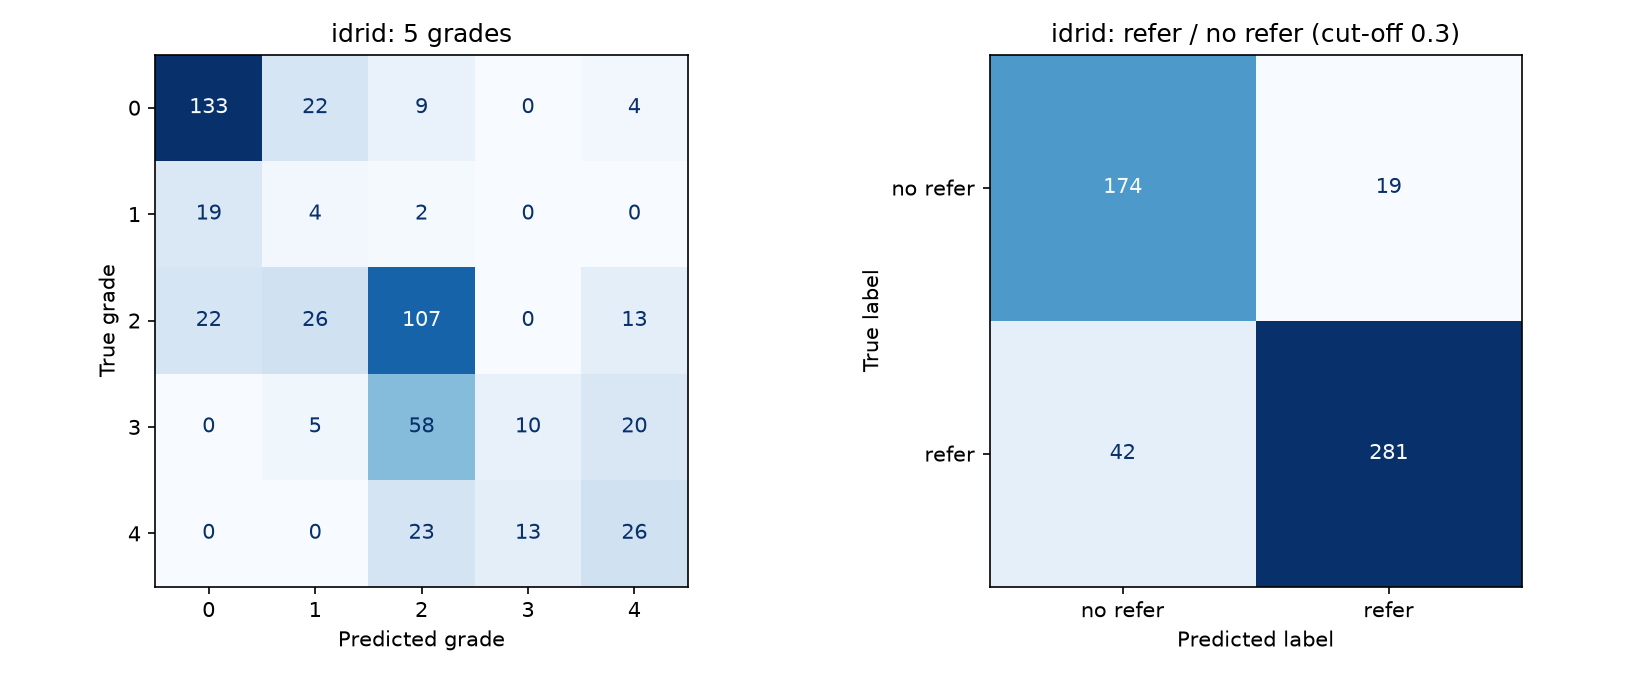 idrid: 5 grades
True grade
0 133 22 9 0 4
1 19 4 2 0 0
2 22 26 107 0 13
3 0 5 58 10 20
4 0 0 23 13 26
0 1 2 3 4
Predicted grade
idrid: refer / no refer (cut-off 0.3)
True label
no refer 174 19
refer 42 281
no refer refer
Predicted label